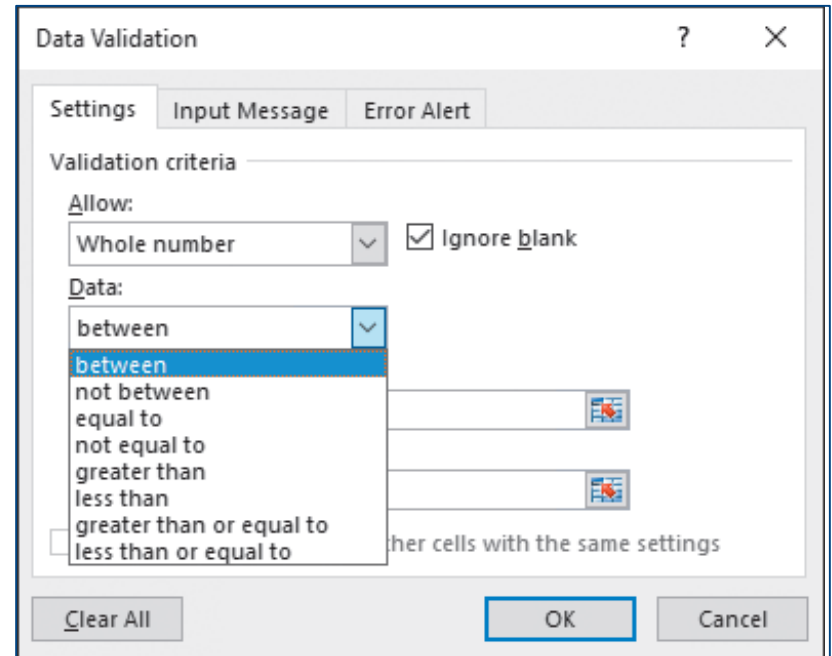 Data Validation ?
Settings Input Message Error Alert
Validation criteria
Allow:
Whole number Ignore blank
Data:
between
between
not between
equal to
not equal to
greater than
less than
greater than or equal to
less than or equal to
her cells with the same settings
Clear All OK Cancel